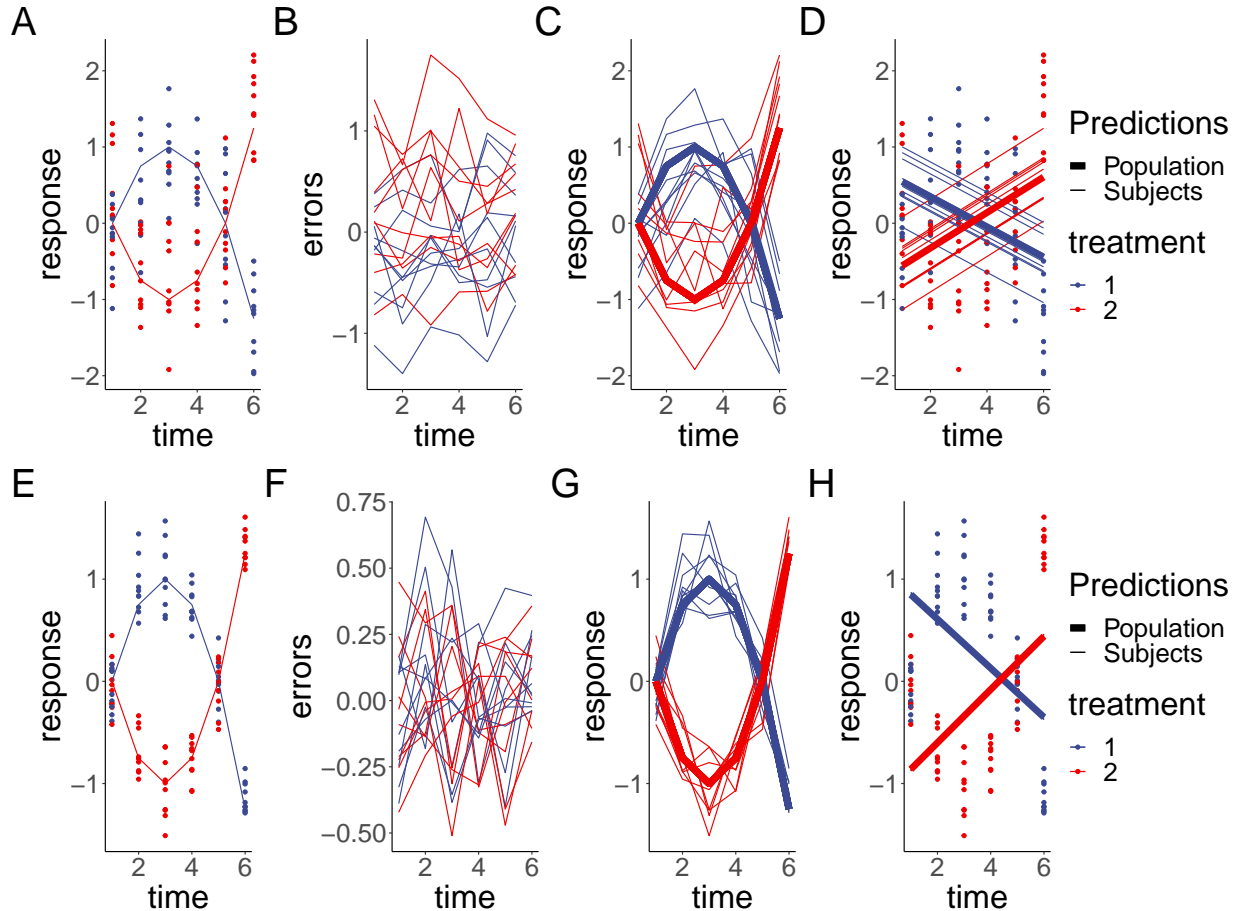 A
B
C
D
response
2
1
0
−1
−2
2
4
6
time
errors
1
0
−1
2
4
6
time
response
2
1
0
−1
−2
2
4
6
time
response
2
1
0
−1
−2
2
4
6
time
Predictions
Population
Subjects
treatment
1
2
E
F
G
H
response
1
0
−1
2
4
6
time
errors
0.75
0.50
0.25
0.00
−0.25
−0.50
2
4
6
time
response
1
0
−1
2
4
6
time
response
1
0
−1
2
4
6
time
Predictions
Population
Subjects
treatment
1
2